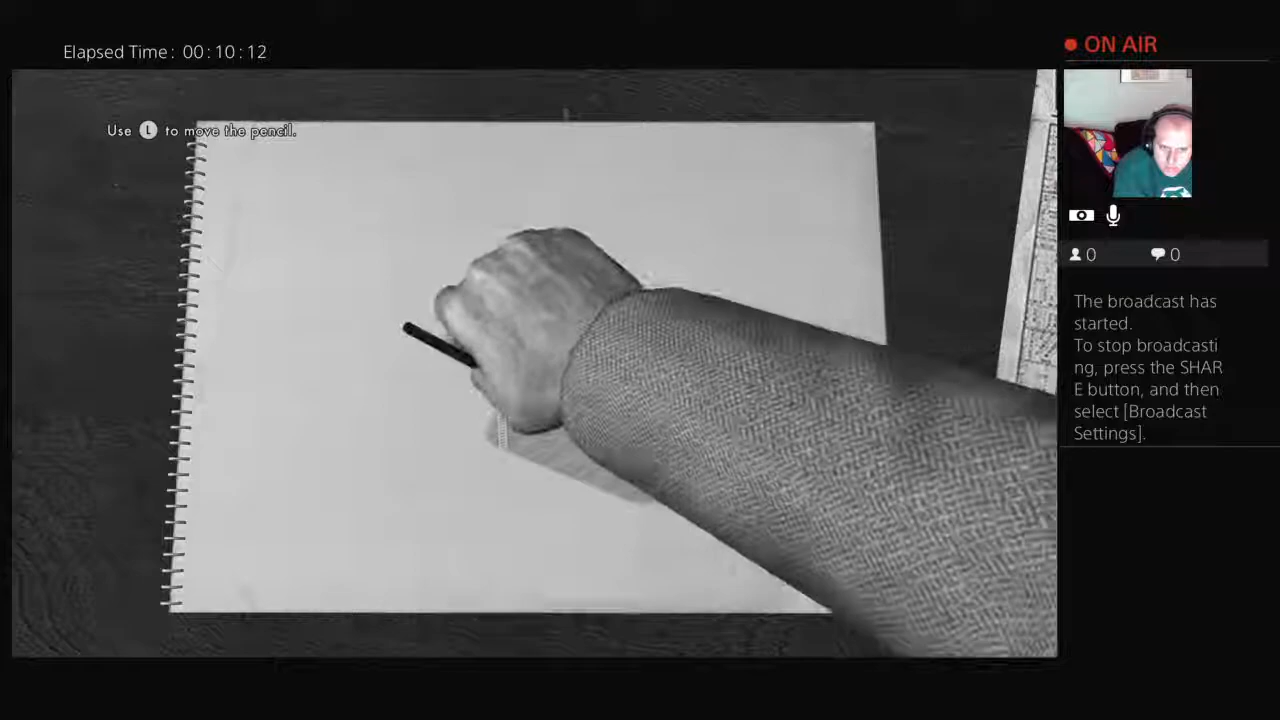 Elapsed Time: 00:10:12
ON AIR
Use L to move the pencil.
0 0
The broadcast has
started.
To stop broadcasti
ng, press the SHAR
E button, and then
select [Broadcast
Settings].